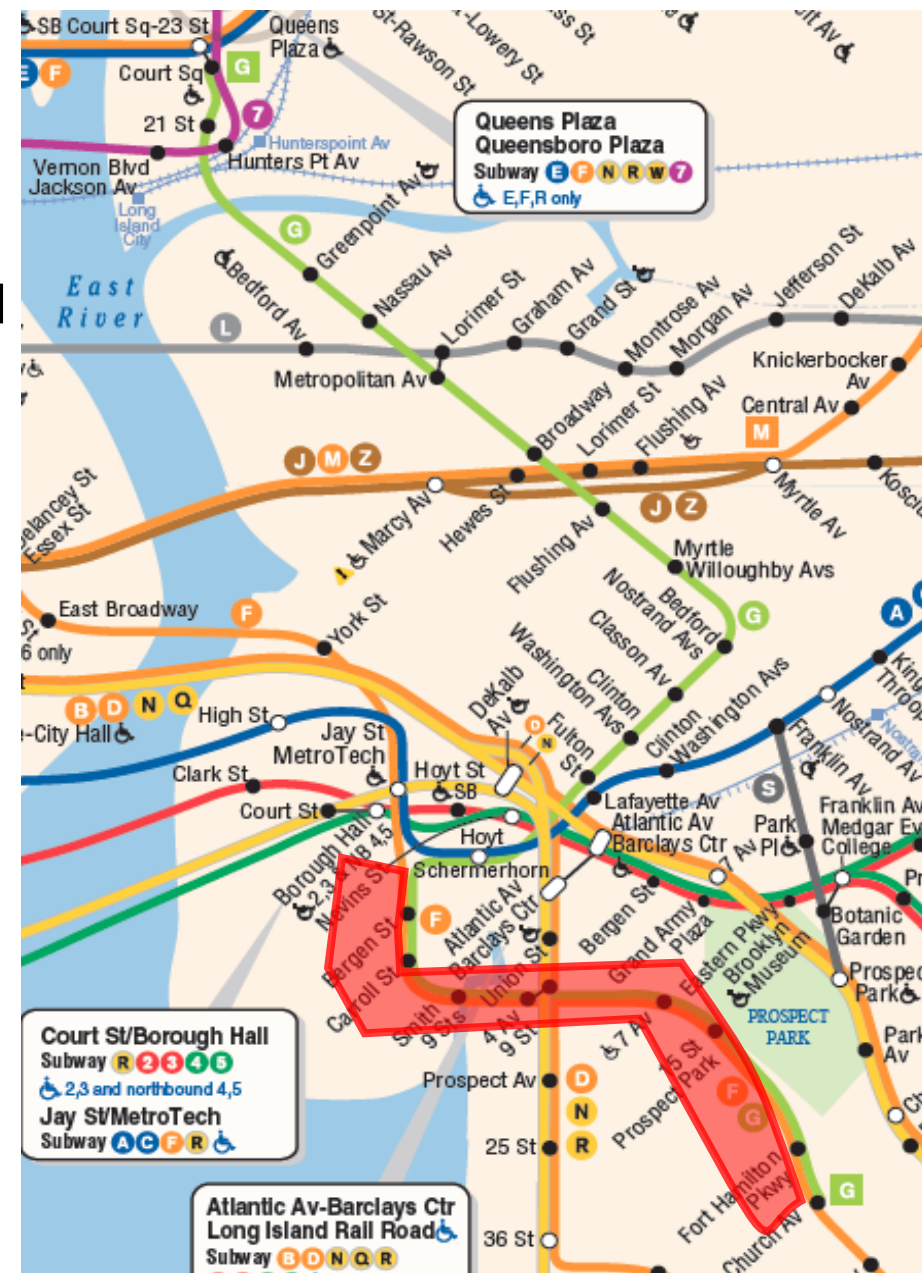 SB Court Sq-23 St
Queens
Plaza
-Rawson St
-Lowery St
E F
Court Sq
G
21 St
7
Hunterspoint Av
Hunters Pt Av
Vernon Blvd
Jackson Av
Long
Island
City
Queens Plaza
Queensboro Plaza
Subway E F N R W 7
E,F,R only
G
Greenpoint Av
East
River
Bedford Av
Nassau Av
L
Lorimer St
Graham Av
Grand St
Montrose Av
Morgan Av
Jefferson St
DeKalb Av
Metropolitan Av
Knickerbocker
Av
Central Av
Broadway
Lorimer St
Flushing Av
M
J M Z
Marcy Av
Hewes St
J Z
Myrtle Av
Essex St
Flushing Av
Myrtle
Willoughby Avs
East Broadway
F
York St
Bedford
Nostrand Avs
G
A
6 only
Classon Av
Clinton
Washington Avs
B D N Q
-City Hall
High St
Jay St
MetroTech
DeKalb
Av
D
N
Fulton
St
Clinton
Washington Avs
Franklin Av
Nostrand Av
Clark St
Hoyt St
SB
Court St
Hoyt
Schermerhorn
Lafayette Av
Atlantic Av
Barclays Ctr
S
Park
Pl
Franklin Av
Medgar
College
7 Av
Borough Hall
2,3, NB 4,5
Nevins St
Bergen St
Carroll St
F
Atlantic Av
Barclays Ctr
Union St
Bergen St
Grand Army
Plaza
Eastern Pkwy
Brooklyn
Museum
Botanic
Garden
Park
PROSPECT
PARK
Smith
9 Sts
4 Av
9 St
7 Av
15 St
Prospect Park
Park
Av
Court St/Borough Hall
Subway R 2 3 4 5
2,3 and northbound 4,5
Jay St/MetroTech
Subway A C F R
Prospect Av
D
N
R
25 St
36 St
F
G
Fort Hamilton
Pkwy
G
Church Av
Atlantic Av-Barclays Ctr
Long Island Rail Road
Subway B D N Q R